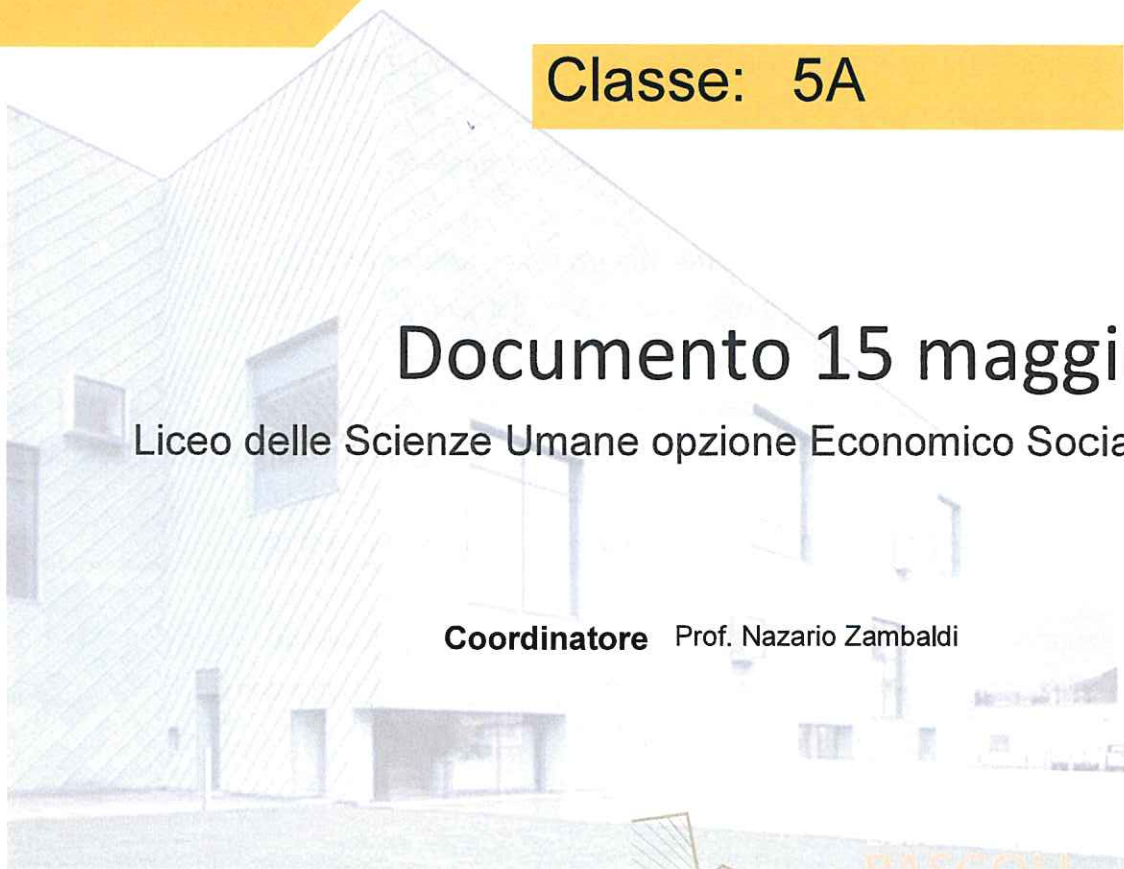 Classe: 5A
Documento 15 maggi
Liceo delle Scienze Umane opzione Economico Socia
Coordinatore Prof. Nazario Zambaldi